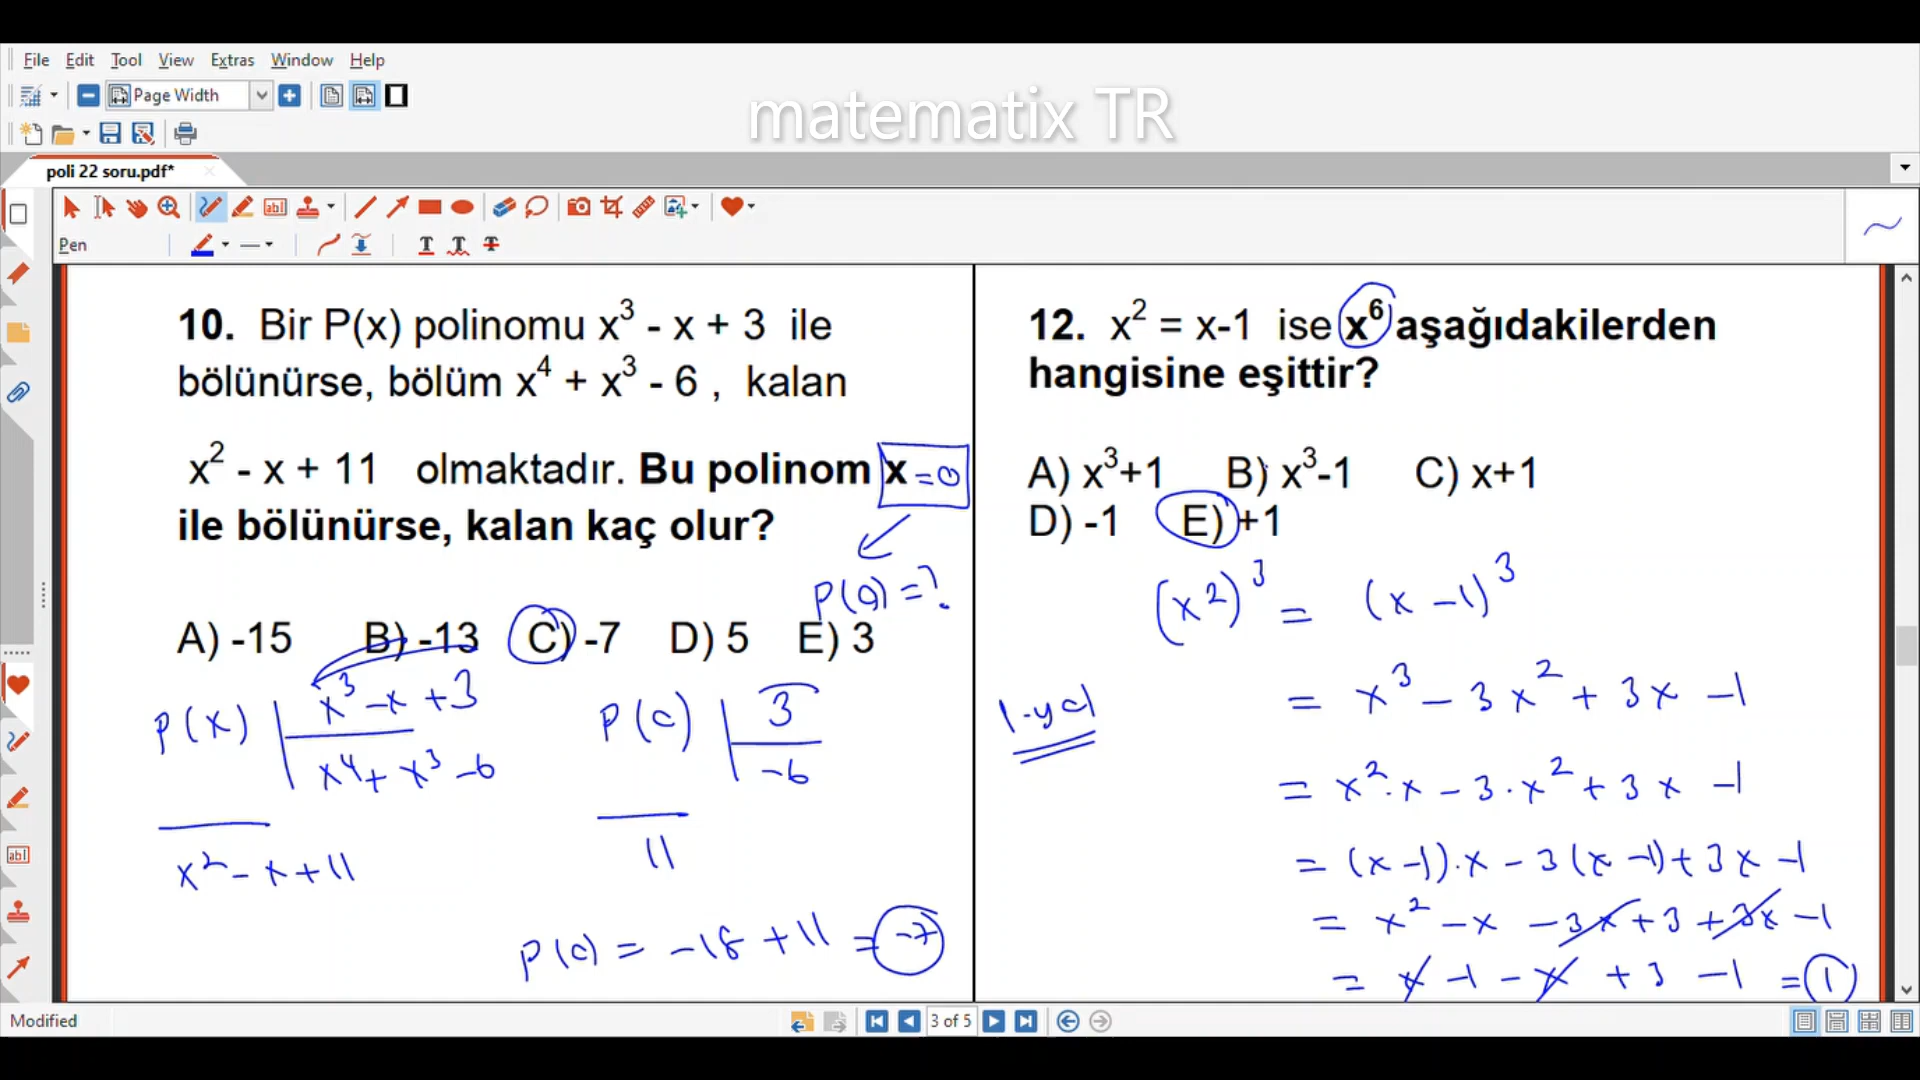 File Edit Tool View Extras Window Help
Page Width
matematix TR
poli 22 soru.pdf*
Pen
10. Bir P(x) polinomu x³ - x + 3 ile
bölünürse, bölüm x⁴ + x³ - 6 , kalan
x² - x + 11 olmaktadır. Bu polinom x =0
ile bölünürse, kalan kaç olur?
P(0)=?
A) -15 B) -13 C) -7 D) 5 E) 3
P(x) x³-x+3
x⁴+x³-6
x²-x+11
P(0) 3
-6
11
P(0) = -18+11 = -7
12. x² = x-1 ise x⁶ aşağıdakilerden
hangisine eşittir?
A) x³+1 B) x³-1 C) x+1
D) -1 E) +1
(x²)³ = (x-1)³
1.yol
= x³ - 3x² + 3x - 1
= x².x - 3.x² + 3x - 1
= (x-1).x - 3(x-1) + 3x - 1
= x² - x - 3x + 3 + 3x - 1
= x - 1 - x + 3 - 1 = 1
Modified
3 of 5